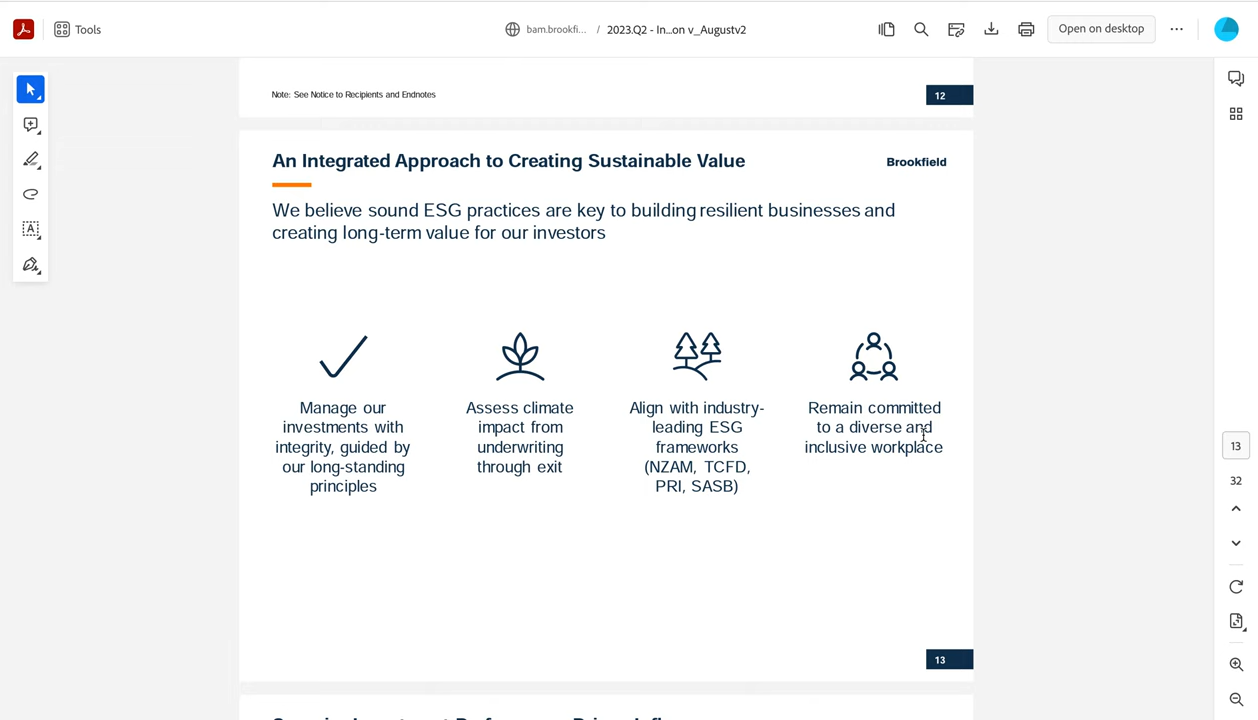 Tools
bam.brookfi... / 2023.Q2 - In...on v_Augustv2
Open on desktop
Note: See Notice to Recipients and Endnotes
12
An Integrated Approach to Creating Sustainable Value
Brookfield
We believe sound ESG practices are key to building resilient businesses and
creating long-term value for our investors
Manage our
investments with
integrity, guided by
our long-standing
principles
Assess climate
impact from
underwriting
through exit
Align with industry-
leading ESG
frameworks
(NZAM, TCFD,
PRI, SASB)
Remain committed
to a diverse and
inclusive workplace
13
13
32